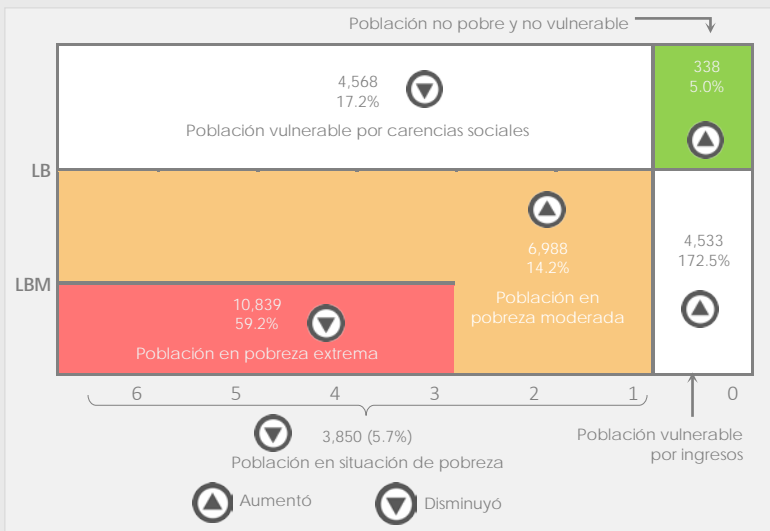 Población no pobre y no vulnerable
4,568
17.2%
Población vulnerable por carencias sociales
338
5.0%
LB
6,988
14.2%
Población en
pobreza moderada
4,533
172.5%
LBM
10,839
59.2%
Población en pobreza extrema
6 5 4 3 2 1 0
3,850 (5.7%)
Población en situación de pobreza
Población vulnerable
por ingresos
Aumentó Disminuyó